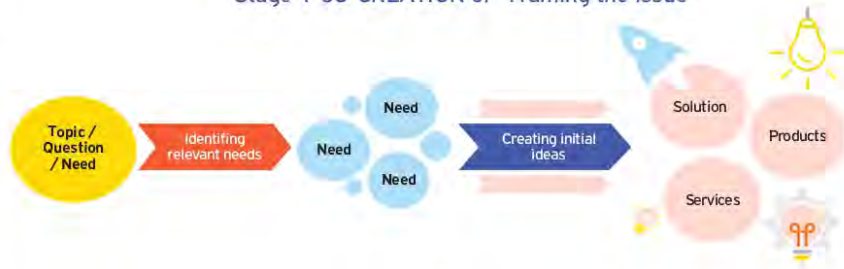 Topic /
Question
/ Need
Identifing
relevant needs
Need
Need
Need
Creating initial
ideas
Solution
Products
Services